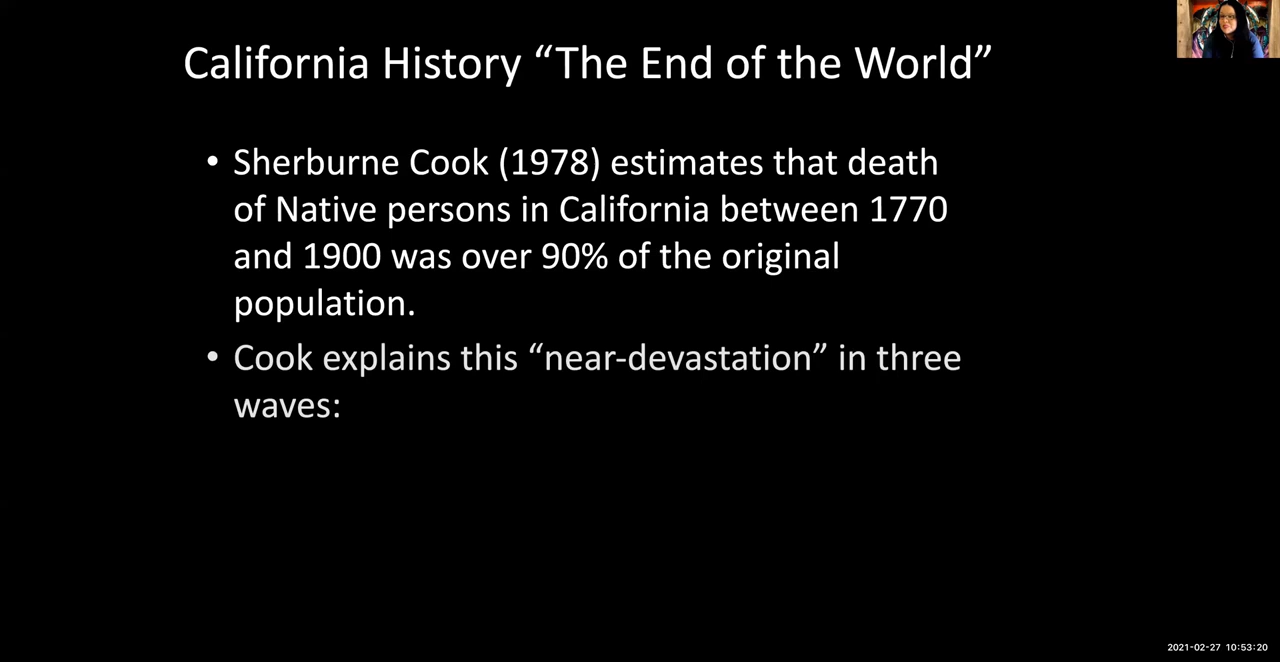 California History “The End of the World”
• Sherburne Cook (1978) estimates that death
of Native persons in California between 1770
and 1900 was over 90% of the original
population.
• Cook explains this “near-devastation” in three
waves:
2021-02-27 10:53:20